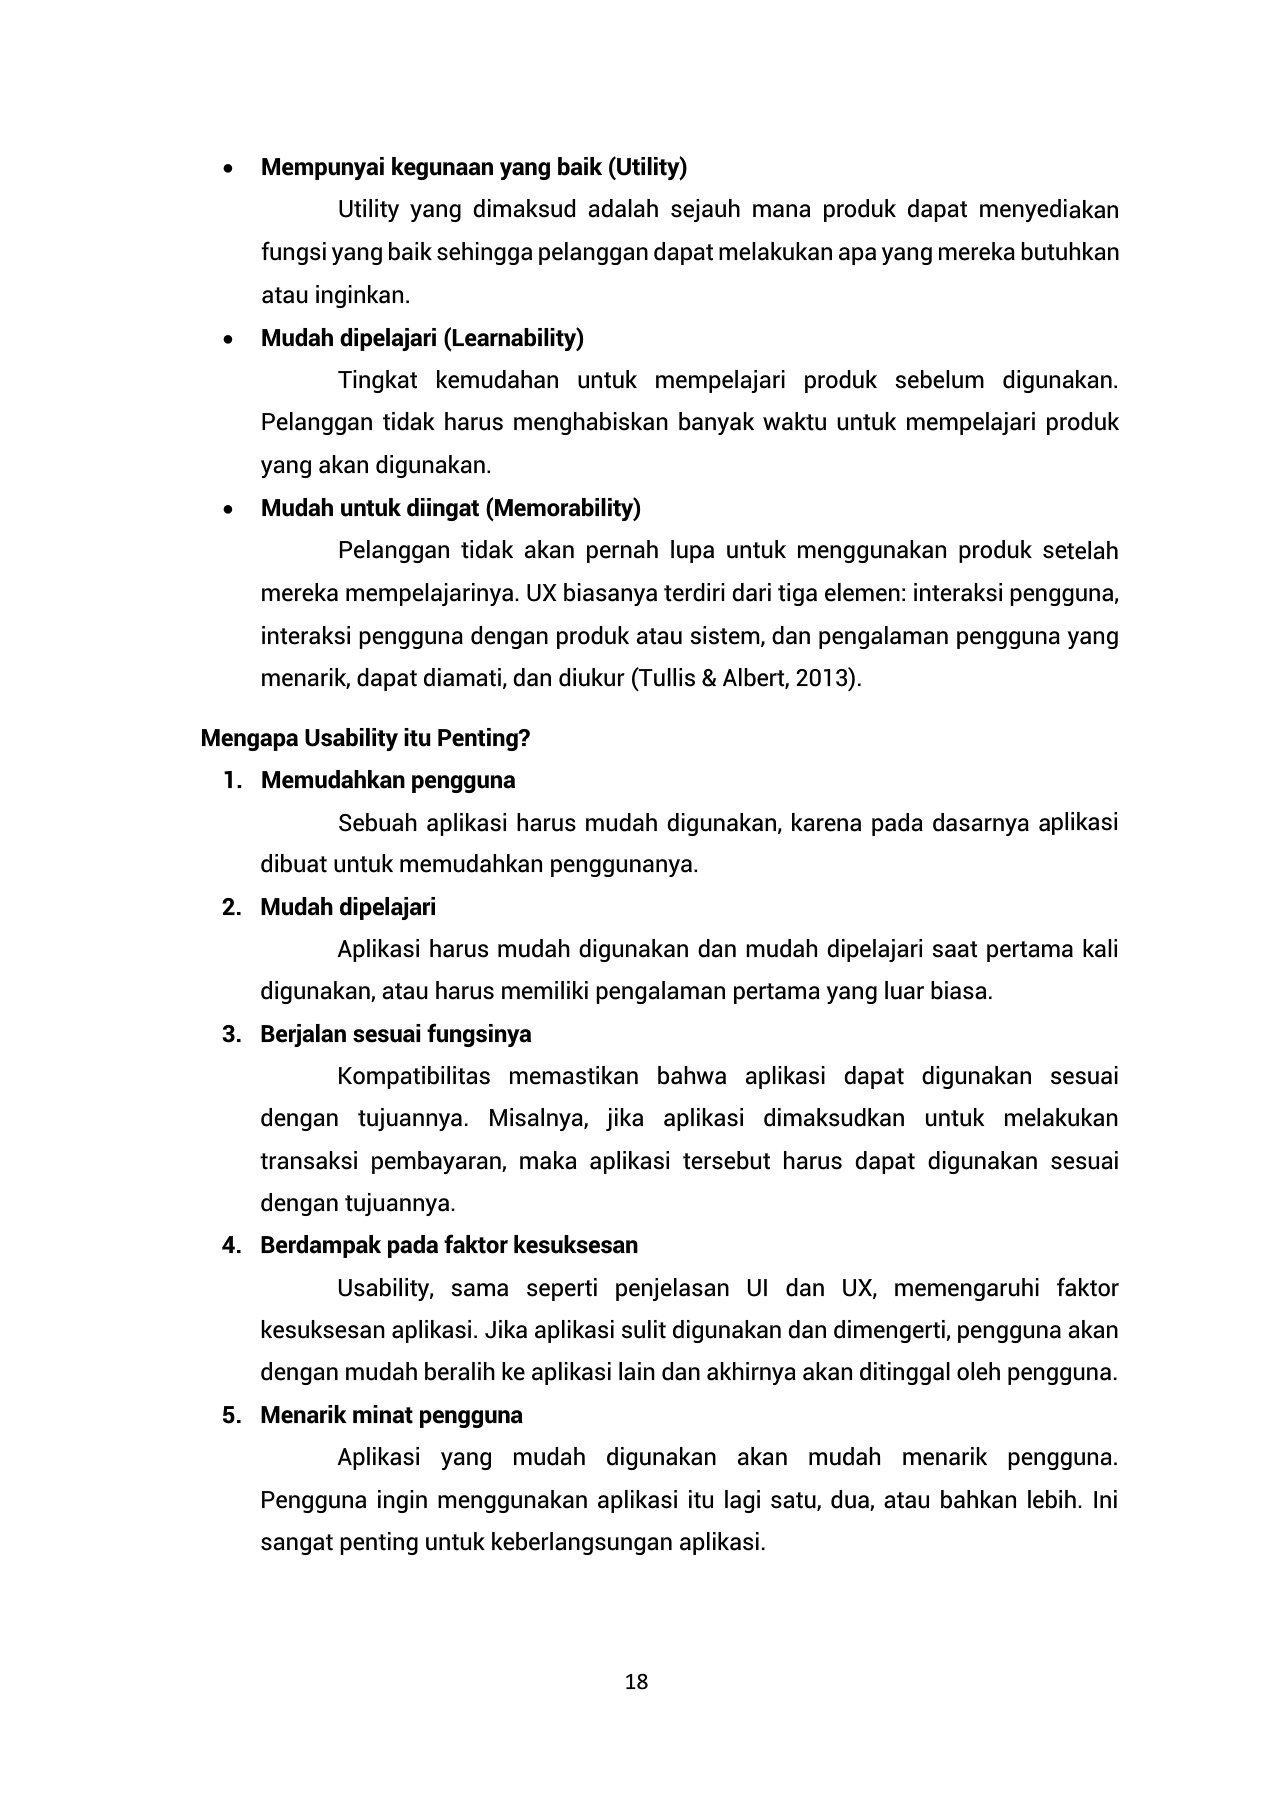 • Mempunyai kegunaan yang baik (Utility)
Utility yang dimaksud adalah sejauh mana produk dapat menyediakan
fungsi yang baik sehingga pelanggan dapat melakukan apa yang mereka butuhkan
atau inginkan.
• Mudah dipelajari (Learnability)
Tingkat kemudahan untuk mempelajari produk sebelum digunakan.
Pelanggan tidak harus menghabiskan banyak waktu untuk mempelajari produk
yang akan digunakan.
• Mudah untuk diingat (Memorability)
Pelanggan tidak akan pernah lupa untuk menggunakan produk setelah
mereka mempelajarinya. UX biasanya terdiri dari tiga elemen: interaksi pengguna,
interaksi pengguna dengan produk atau sistem, dan pengalaman pengguna yang
menarik, dapat diamati, dan diukur (Tullis & Albert, 2013).
Mengapa Usability itu Penting?
1. Memudahkan pengguna
Sebuah aplikasi harus mudah digunakan, karena pada dasarnya aplikasi
dibuat untuk memudahkan penggunanya.
2. Mudah dipelajari
Aplikasi harus mudah digunakan dan mudah dipelajari saat pertama kali
digunakan, atau harus memiliki pengalaman pertama yang luar biasa.
3. Berjalan sesuai fungsinya
Kompatibilitas memastikan bahwa aplikasi dapat digunakan sesuai
dengan tujuannya. Misalnya, jika aplikasi dimaksudkan untuk melakukan
transaksi pembayaran, maka aplikasi tersebut harus dapat digunakan sesuai
dengan tujuannya.
4. Berdampak pada faktor kesuksesan
Usability, sama seperti penjelasan UI dan UX, memengaruhi faktor
kesuksesan aplikasi. Jika aplikasi sulit digunakan dan dimengerti, pengguna akan
dengan mudah beralih ke aplikasi lain dan akhirnya akan ditinggal oleh pengguna.
5. Menarik minat pengguna
Aplikasi yang mudah digunakan akan mudah menarik pengguna.
Pengguna ingin menggunakan aplikasi itu lagi satu, dua, atau bahkan lebih. Ini
sangat penting untuk keberlangsungan aplikasi.
18